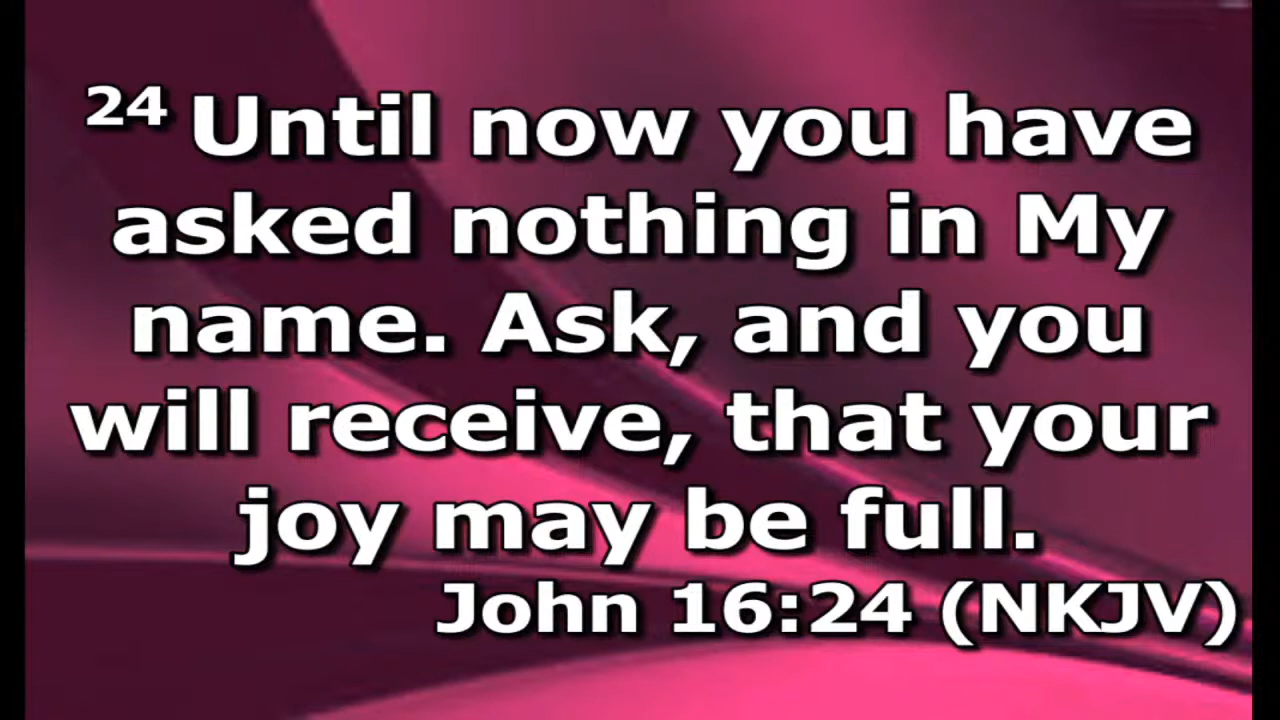 24 Until now you have
asked nothing in My
name. Ask, and you
will receive, that your
joy may be full.
John 16:24 (NKJV)